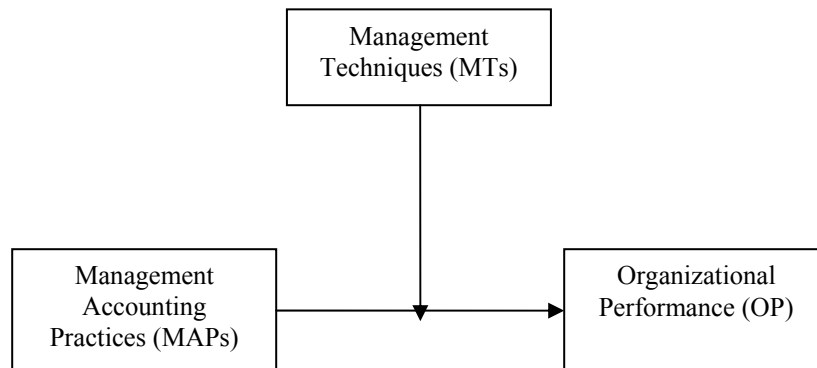 Management
Techniques (MTs)
Management
Accounting
Practices (MAPs)
Organizational
Performance (OP)